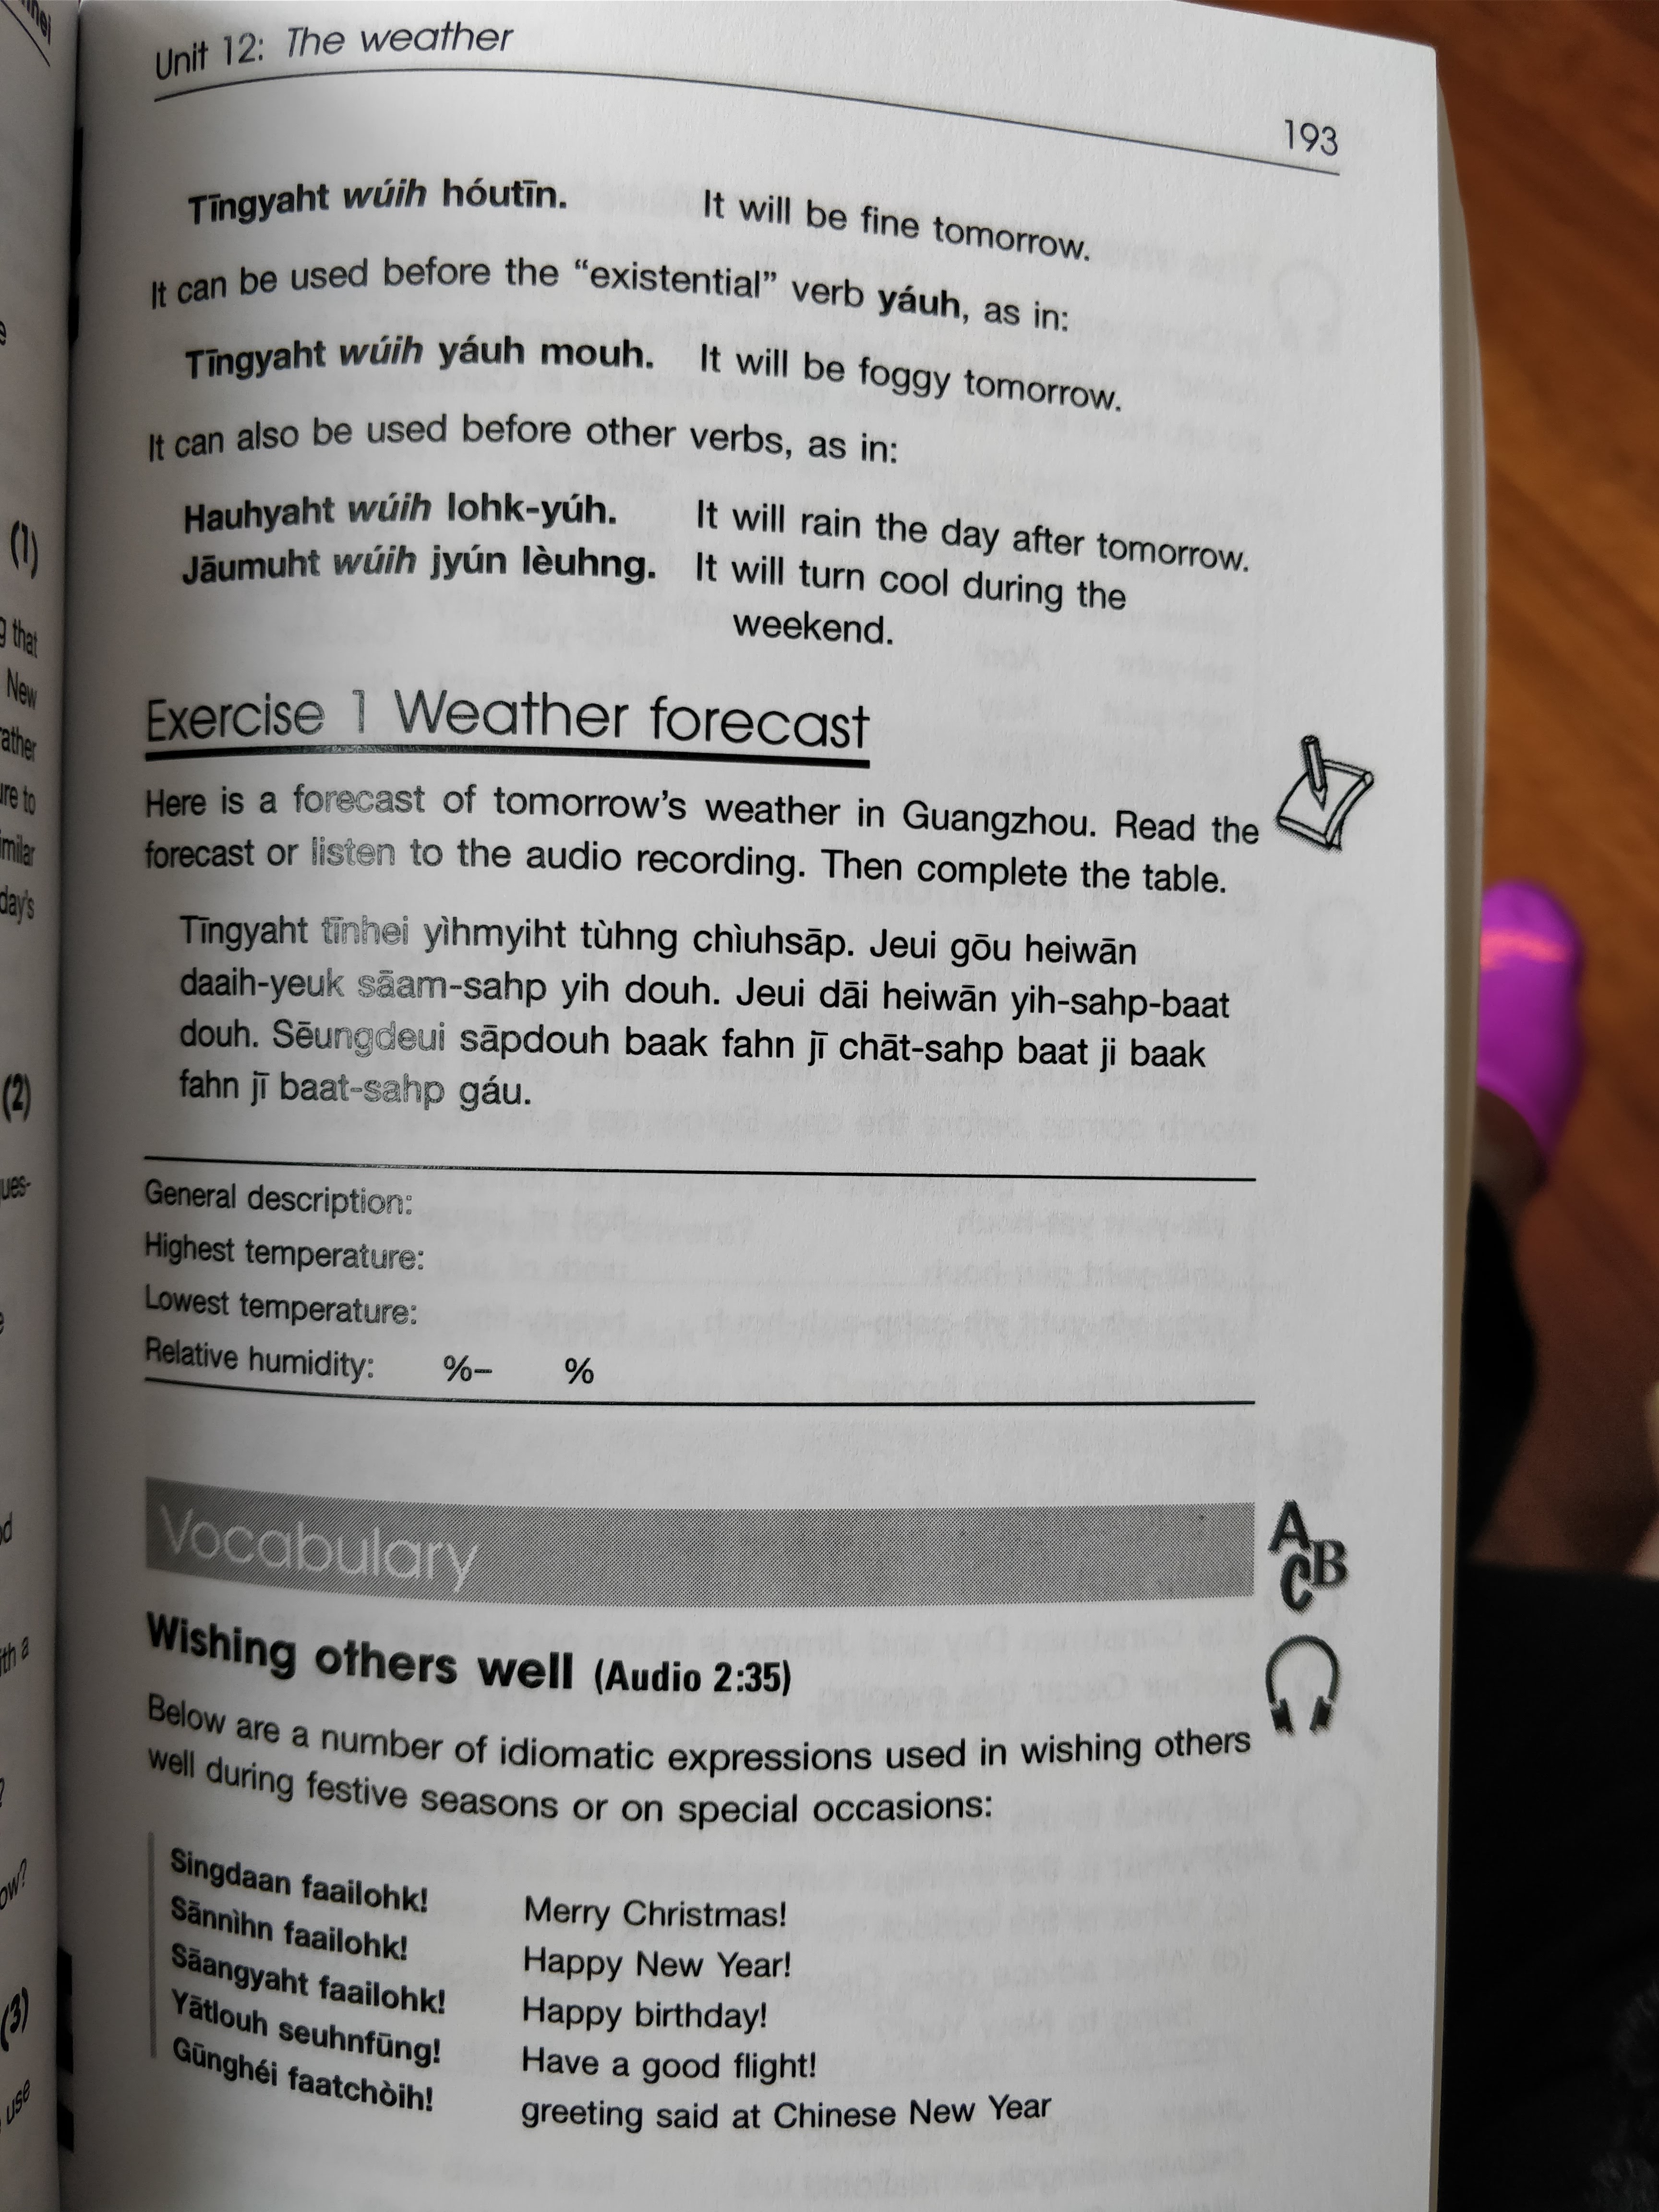 Unit 12: The weather
193
Tīngyaht wúih hóutīn. It will be fine tomorrow.
It can be used before the “existential” verb yáuh, as in:
Tīngyaht wúih yáuh mouh. It will be foggy tomorrow.
It can also be used before other verbs, as in:
Hauhyaht wúih lohk-yúh. It will rain the day after tomorrow.
Jāumuht wúih jyún lèuhng. It will turn cool during the
weekend.
Exercise 1 Weather forecast
Here is a forecast of tomorrow’s weather in Guangzhou. Read the
forecast or listen to the audio recording. Then complete the table.
Tīngyaht tīnhei yìhmyiht tùhng chìuhsāp. Jeui gōu heiwān
daaih-yeuk sāam-sahp yih douh. Jeui dāi heiwān yih-sahp-baat
douh. Sēungdeui sāpdouh baak fahn jī chāt-sahp baat ji baak
fahn jī baat-sahp gáu.
General description:
Highest temperature:
Lowest temperature:
Relative humidity: %– %
Vocabulary
A
B
C
Wishing others well (Audio 2:35)
Below are a number of idiomatic expressions used in wishing others
well during festive seasons or on special occasions:
Singdaan faailohk! Merry Christmas!
Sānnìhn faailohk! Happy New Year!
Sāangyaht faailohk! Happy birthday!
Yātlouh seuhnfūng! Have a good flight!
Gūnghéi faatchòih! greeting said at Chinese New Year
(1)
that
New
(2)
ques-
(3)
use